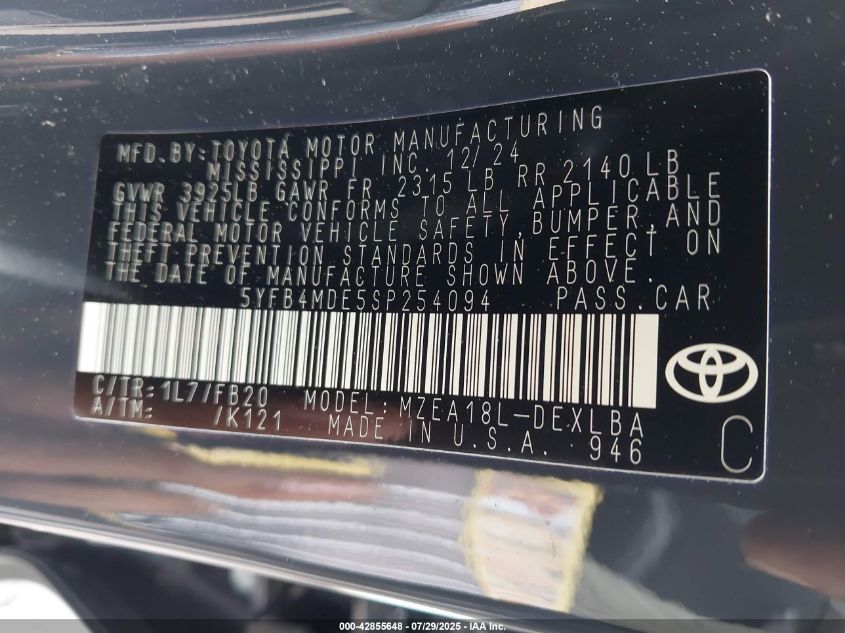 MFD.BY:TOYOTA MOTOR MANUFACTURING
MISSISSIPPI INC. 12/24
GVWR 3925LB GAWR FR 2315 LB RR 2140 LB
THIS VEHICLE CONFORMS TO ALL APPLICABLE
FEDERAL MOTOR VEHICLE SAFETY,BUMPER,AND
THEFT PREVENTION STANDARDS IN EFFECT ON
THE DATE OF MANUFACTURE SHOWN ABOVE.
5YFB4MDE5SP254094 PASS.CAR
C/TR:1L7/FB20 MODEL:MZEA18L-DEXLBA
A/TM: /K121 MADE IN U.S.A. 946
C
000-42855648 - 07/29/2025 - IAA Inc.